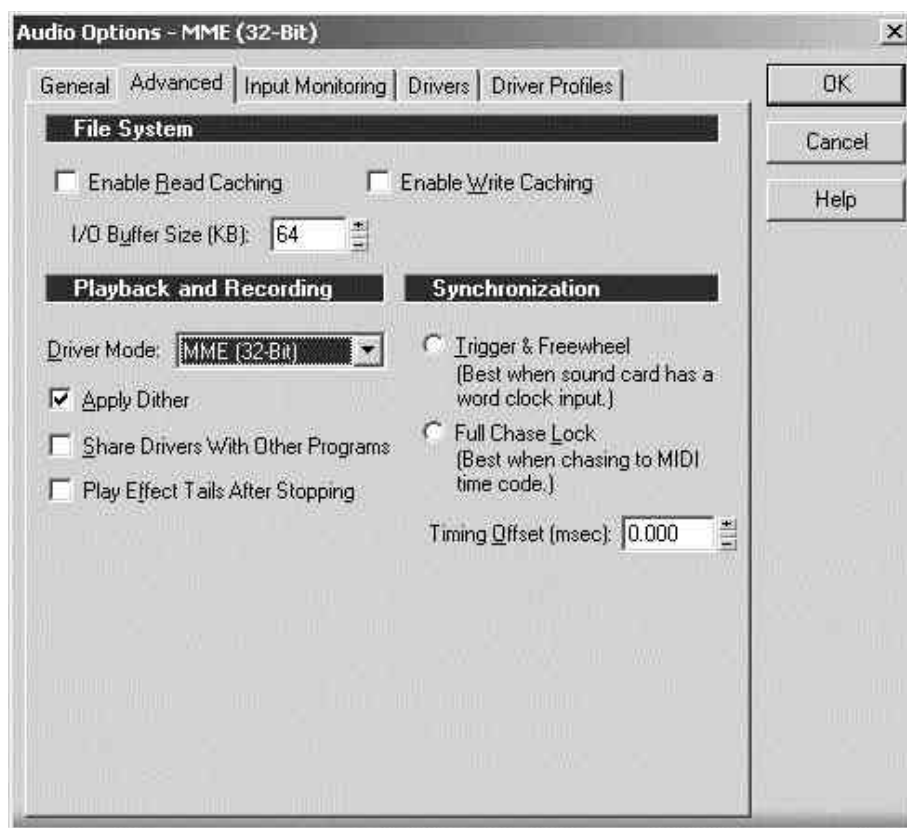 Audio Options - MME (32-Bit)
General Advanced Input Monitoring Drivers Driver Profiles
OK
Cancel
Help
File System
Enable Read Caching
Enable Write Caching
I/O Buffer Size (KB): 64
Playback and Recording
Driver Mode: MME (32-Bit)
Apply Dither
Share Drivers With Other Programs
Play Effect Tails After Stopping
Synchronization
Trigger & Freewheel
(Best when sound card has a
word clock input.)
Full Chase Lock
(Best when chasing to MIDI
time code.)
Timing Offset (msec): 0.000